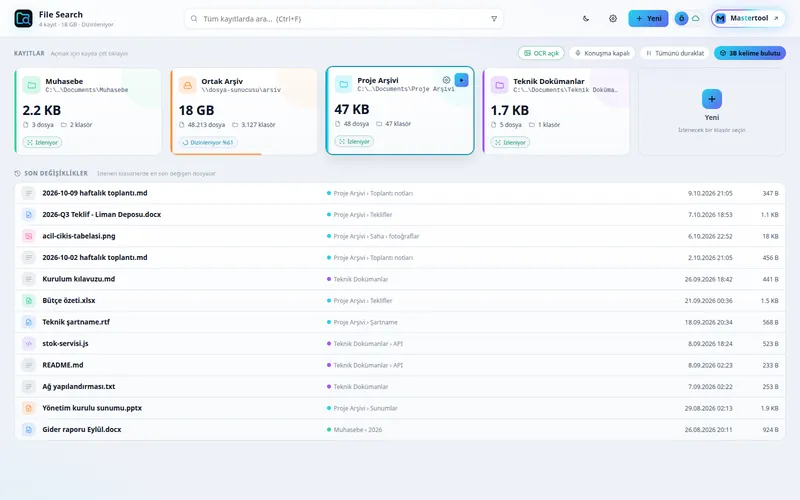 File Search
4 kayıt · 18 GB · Dizinleniyor
Tüm kayıtlarda ara... (Ctrl+F)
Yeni
Ö
Mastertool
KAYITLAR · Açmak için kayda çift tıklayın
OCR açık
Konuşma kapalı
Tümünü duraklat
3B kelime bulutu
Muhasebe
C:\…\Documents\Muhasebe
2.2 KB
3 dosya 2 klasör
İzleniyor
Ortak Arşiv
\\dosya-sunucusu\arsiv
18 GB
48.213 dosya 3.127 klasör
Dizinleniyor %61
Proje Arşivi
C:\…\Documents\Proje Arşivi
47 KB
48 dosya 47 klasör
İzleniyor
Teknik Dokümanlar
C:\…\Documents\Teknik Doküma…
1.7 KB
5 dosya 1 klasör
İzleniyor
Yeni
İzlenecek bir klasör seçin
SON DEĞİŞİKLİKLER İzlenen klasörlerde en son değişen dosyalar
2026-10-09 haftalık toplantı.md Proje Arşivi › Toplantı notları 9.10.2026 21:05 347 B
2026-Q3 Teklif - Liman Deposu.docx Proje Arşivi › Teklifler 7.10.2026 18:53 1.1 KB
acil-cikis-tabelasi.png Proje Arşivi › Saha › fotoğraflar 6.10.2026 22:52 18 KB
2026-10-02 haftalık toplantı.md Proje Arşivi › Toplantı notları 2.10.2026 21:05 456 B
Kurulum kılavuzu.md Teknik Dokümanlar 26.09.2026 18:42 441 B
Bütçe özeti.xlsx Proje Arşivi › Teklifler 21.09.2026 00:36 1.5 KB
Teknik şartname.rtf Proje Arşivi › Şartname 18.09.2026 20:34 568 B
stok-servisi.js Teknik Dokümanlar › API 8.09.2026 18:24 523 B
README.md Teknik Dokümanlar › API 8.09.2026 02:23 233 B
Ağ yapılandırması.txt Teknik Dokümanlar 7.09.2026 02:22 253 B
Yönetim kurulu sunumu.pptx Proje Arşivi › Sunumlar 29.08.2026 02:13 1.9 KB
Gider raporu Eylül.docx Muhasebe › 2026 26.08.2026 20:11 924 B